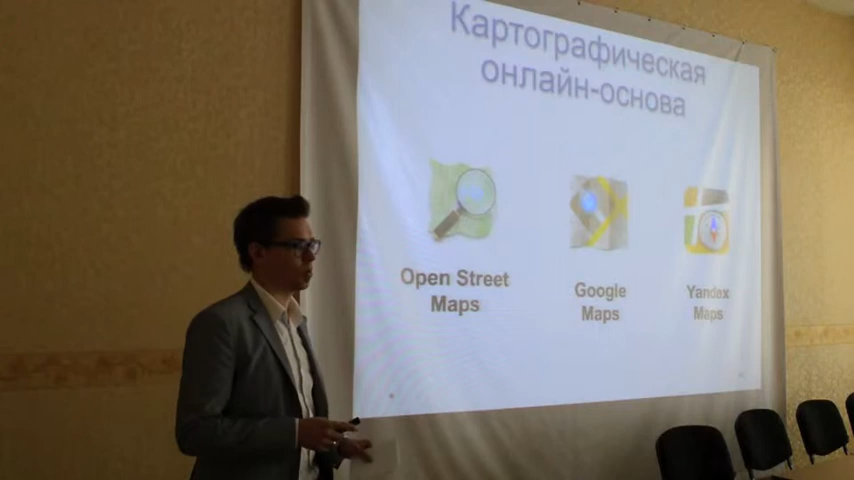 Картографическая
онлайн-основа
Open Street
Maps
Google
Maps
Yandex
Maps